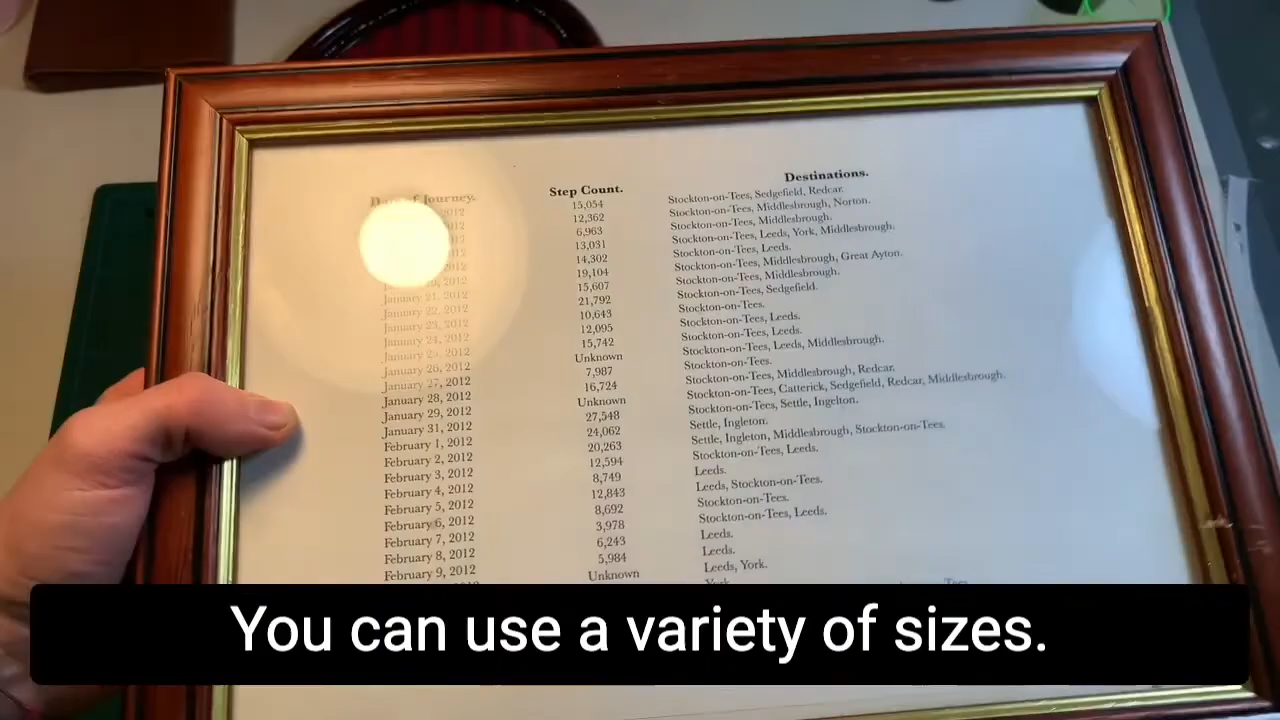 Journey. Step Count. Destinations.
2012 15,054 Stockton-on-Tees, Sedgefield, Redcar.
12,362 Stockton-on-Tees, Middlesbrough, Norton.
6,963 Stockton-on-Tees, Middlesbrough.
13,031 Stockton-on-Tees, Leeds, York, Middlesbrough.
14,302 Stockton-on-Tees, Leeds.
2012 19,104 Stockton-on-Tees, Middlesbrough, Great Ayton.
January 21, 2012 15,607 Stockton-on-Tees, Middlesbrough.
January 22, 2012 21,792 Stockton-on-Tees, Sedgefield.
January 23, 2012 10,643 Stockton-on-Tees.
January 24, 2012 12,095 Stockton-on-Tees, Leeds.
January 25, 2012 15,742 Stockton-on-Tees, Leeds.
January 26, 2012 Unknown Stockton-on-Tees, Leeds, Middlesbrough.
January 27, 2012 7,987 Stockton-on-Tees.
January 28, 2012 16,724 Stockton-on-Tees, Middlesbrough, Redcar.
January 29, 2012 Unknown Stockton-on-Tees, Catterick, Sedgefield, Redcar, Middlesbrough.
January 31, 2012 27,548 Stockton-on-Tees, Settle, Ingelton.
February 1, 2012 24,062 Settle, Ingleton.
February 2, 2012 20,263 Settle, Ingleton, Middlesbrough, Stockton-on-Tees.
February 3, 2012 12,594 Stockton-on-Tees, Leeds.
February 4, 2012 8,749 Leeds.
February 5, 2012 12,843 Leeds, Stockton-on-Tees.
February 6, 2012 8,692 Stockton-on-Tees.
February 7, 2012 3,978 Stockton-on-Tees, Leeds.
February 8, 2012 6,243 Leeds.
February 9, 2012 5,984 Leeds.
Unknown Leeds, York.
You can use a variety of sizes.